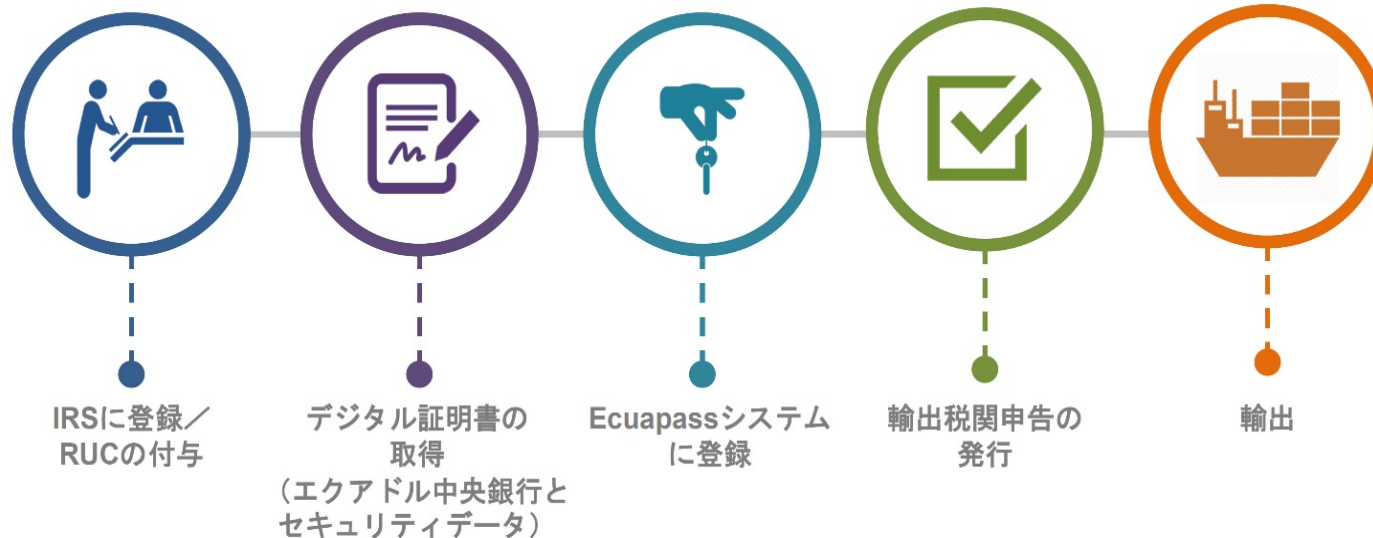 IRSに登録／
RUCの付与
デジタル証明書の
取得
（エクアドル中央銀行と
セキュリティデータ）
Ecuapassシステム
に登録
輸出税関申告の
発行
輸出